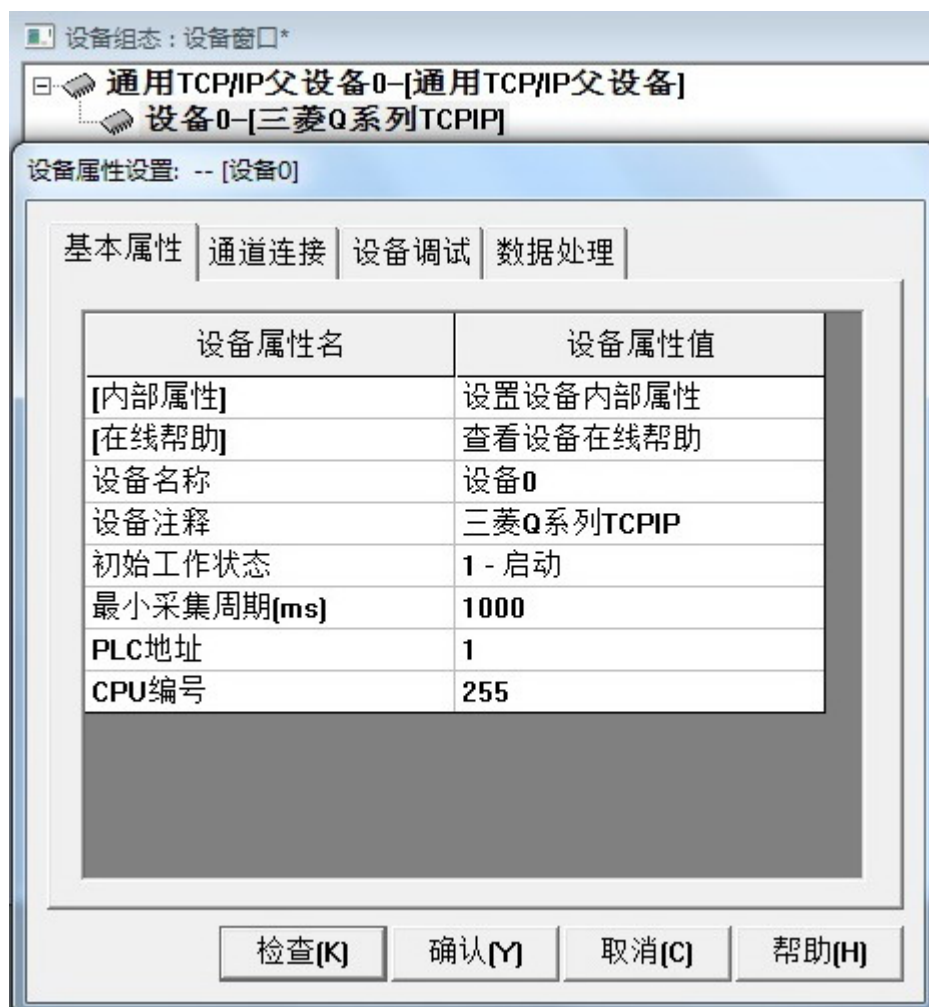 设备组态：设备窗口*
通用TCP/IP父设备0-[通用TCP/IP父设备]
设备0-[三菱Q系列TCPIP]
设备属性设置: -- [设备0]
基本属性 通道连接 设备调试 数据处理
设备属性名 设备属性值
[内部属性] 设置设备内部属性
[在线帮助] 查看设备在线帮助
设备名称 设备0
设备注释 三菱Q系列TCPIP
初始工作状态 1 - 启动
最小采集周期(ms) 1000
PLC地址 1
CPU编号 255
检查(K) 确认(Y) 取消(C) 帮助(H)